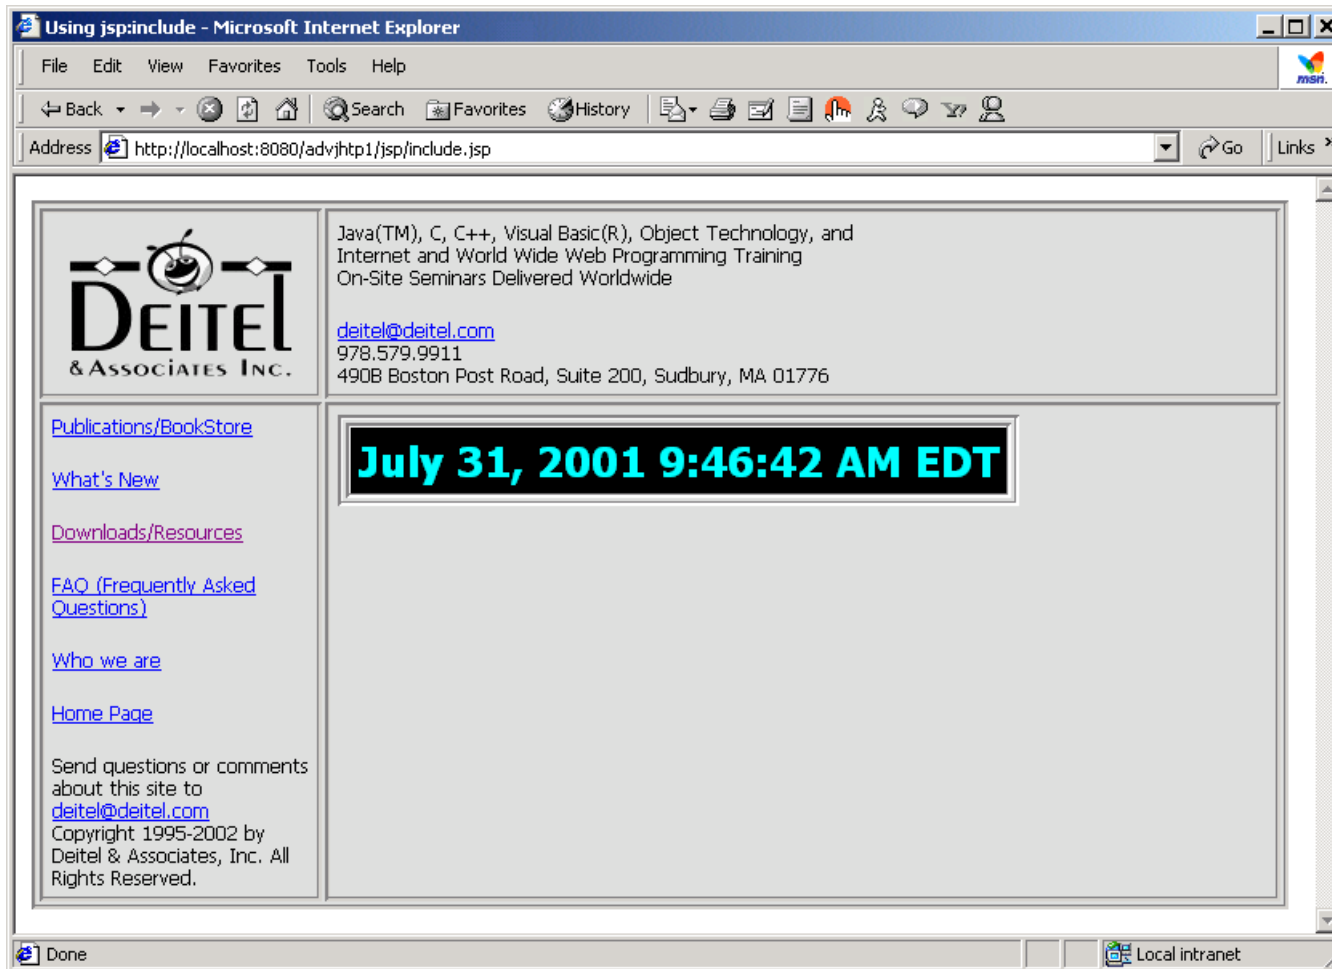 Using jsp:include - Microsoft Internet Explorer
File Edit View Favorites Tools Help
msn.
Back Search Favorites History
Address http://localhost:8080/advjhtp1/jsp/include.jsp Go Links
DEITEL
& ASSOCIATES INC.
Java(TM), C, C++, Visual Basic(R), Object Technology, and
Internet and World Wide Web Programming Training
On-Site Seminars Delivered Worldwide
deitel@deitel.com
978.579.9911
490B Boston Post Road, Suite 200, Sudbury, MA 01776
Publications/BookStore
What's New
Downloads/Resources
FAQ (Frequently Asked
Questions)
Who we are
Home Page
Send questions or comments
about this site to
deitel@deitel.com
Copyright 1995-2002 by
Deitel & Associates, Inc. All
Rights Reserved.
July 31, 2001 9:46:42 AM EDT
Done Local intranet